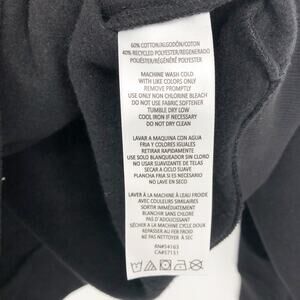 60% COTTON/ALGODÓN/COTON
40% RECYCLED POLYESTER/REGENERADO
POLIÉSTER/RÉGÉNÉRÉ POLYESTER
MACHINE WASH COLD
WITH LIKE COLORS ONLY
REMOVE PROMPTLY
USE ONLY NON CHLORINE BLEACH
DO NOT USE FABRIC SOFTENER
TUMBLE DRY LOW
COOL IRON IF NECESSARY
DO NOT DRY CLEAN
LAVAR A MAQUINA CON AGUA
FRIA Y COLORES IGUALES
RETIRAR RAPIDAMENTE
USAR SOLO BLANQUEADOR SIN CLORO
NO USAR SUAVIZANTE DE TELAS
SECAR A CICLO SUAVE
PLANCHA FRIA SI ES NECESARIO
NO LAVE EN SECO
LAVER À LA MACHINE À L'EAU FROIDE
AVEC COULEURS SIMILAIRES
SORTIR IMMÉDIATEMENT
BLANCHIR SANS CHLORE
PAS D'ADOUCISSANT
SÉCHER À LA MACHINE CYCLE DOUX
REPASSER AU FER FROID
NE PAS NETTOYER À SEC
RN#54163
CA#57151